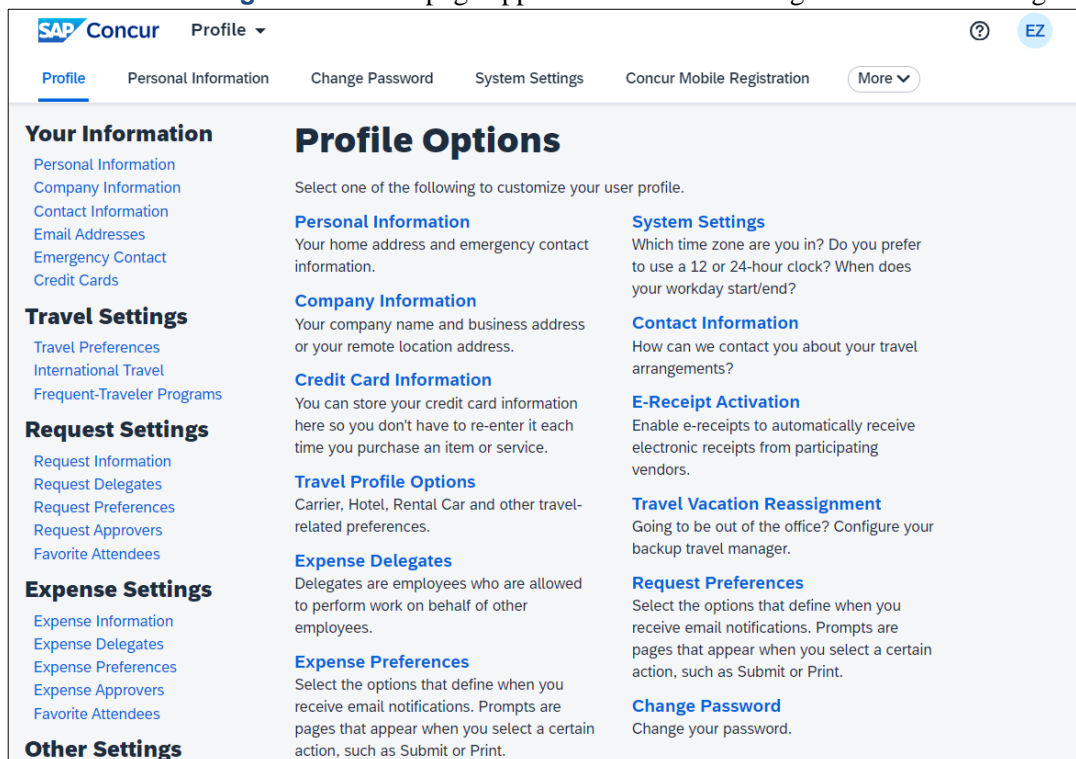 SAP Concur Profile
EZ
Profile Personal Information Change Password System Settings Concur Mobile Registration More
Your Information
Personal Information
Company Information
Contact Information
Email Addresses
Emergency Contact
Credit Cards
Travel Settings
Travel Preferences
International Travel
Frequent-Traveler Programs
Request Settings
Request Information
Request Delegates
Request Preferences
Request Approvers
Favorite Attendees
Expense Settings
Expense Information
Expense Delegates
Expense Preferences
Expense Approvers
Favorite Attendees
Other Settings
Profile Options
Select one of the following to customize your user profile.
Personal Information
Your home address and emergency contact
information.
Company Information
Your company name and business address
or your remote location address.
Credit Card Information
You can store your credit card information
here so you don't have to re-enter it each
time you purchase an item or service.
Travel Profile Options
Carrier, Hotel, Rental Car and other travel-
related preferences.
Expense Delegates
Delegates are employees who are allowed
to perform work on behalf of other
employees.
Expense Preferences
Select the options that define when you
receive email notifications. Prompts are
pages that appear when you select a certain
action, such as Submit or Print.
System Settings
Which time zone are you in? Do you prefer
to use a 12 or 24-hour clock? When does
your workday start/end?
Contact Information
How can we contact you about your travel
arrangements?
E-Receipt Activation
Enable e-receipts to automatically receive
electronic receipts from participating
vendors.
Travel Vacation Reassignment
Going to be out of the office? Configure your
backup travel manager.
Request Preferences
Select the options that define when you
receive email notifications. Prompts are
pages that appear when you select a certain
action, such as Submit or Print.
Change Password
Change your password.